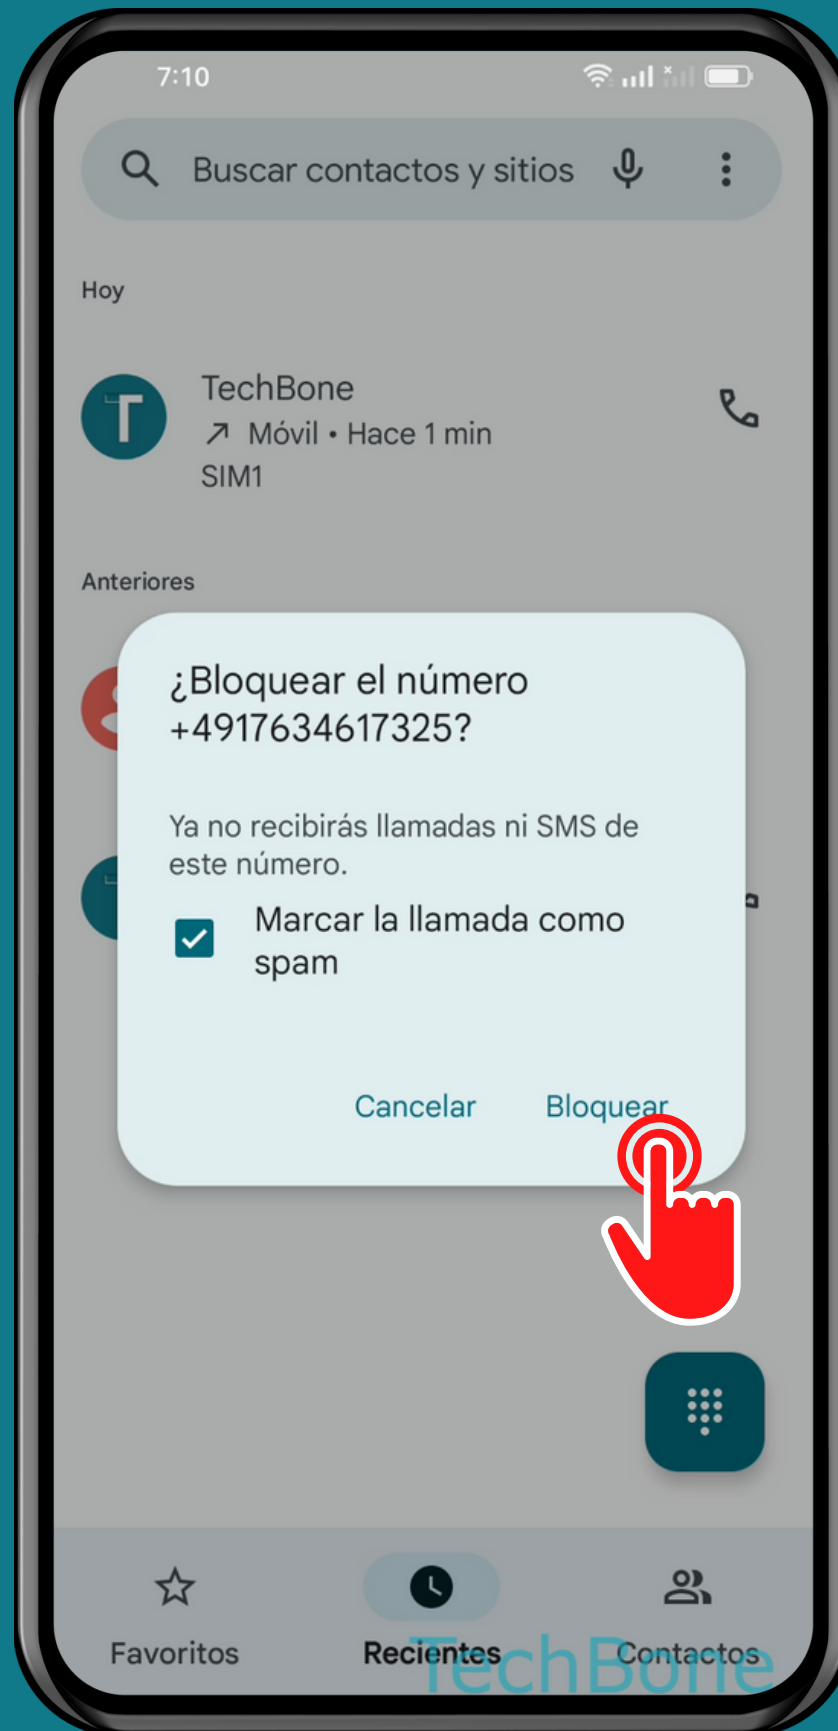 7:10
Buscar contactos y sitios
Hoy
T
TechBone
Móvil • Hace 1 min
SIM1
Anteriores
¿Bloquear el número
+4917634617325?
Ya no recibirás llamadas ni SMS de
este número.
Marcar la llamada como
spam
Cancelar Bloquear
Favoritos Recientes Contactos
TechBone